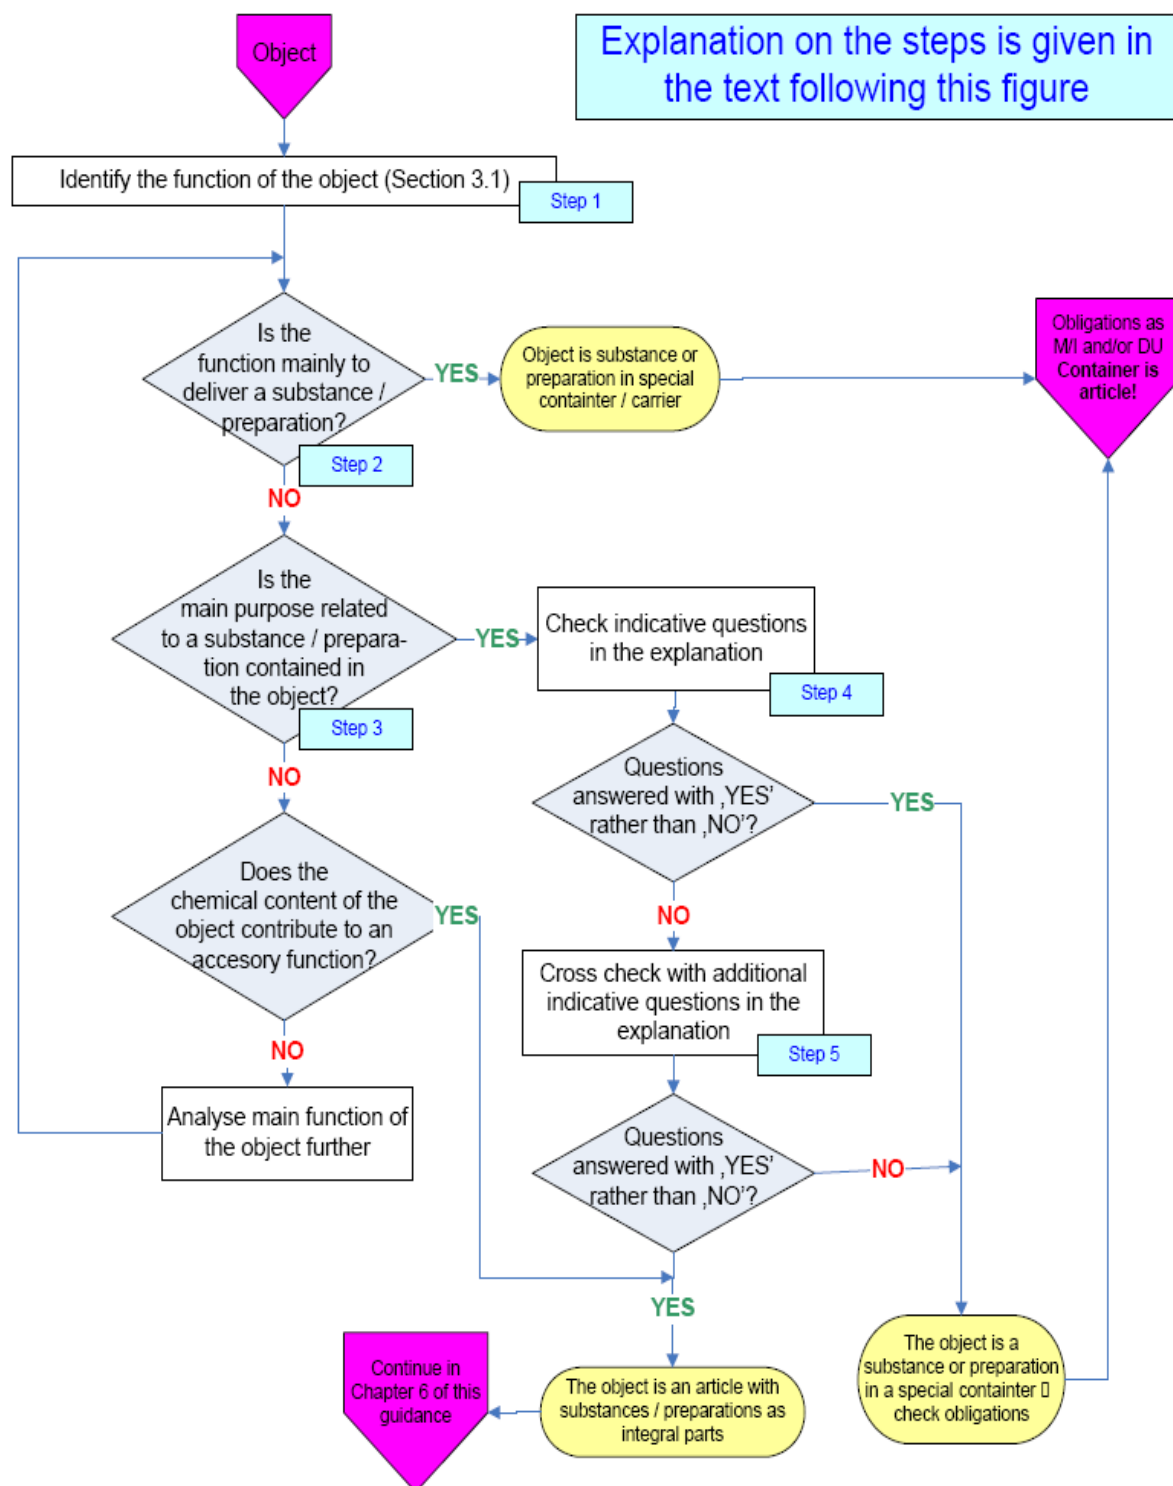 Object
Explanation on the steps is given in
the text following this figure
Identify the function of the object (Section 3.1)
Step 1
Is the
function mainly to
deliver a substance /
preparation?
Step 2
YES
Object is substance or
preparation in special
containter / carrier
Obligations as
M/I and/or DU
Container is
article!
NO
Is the
main purpose related
to a substance / prepara-
tion contained in
the object?
Step 3
YES
Check indicative questions
in the explanation
Step 4
NO
Questions
answered with ‚YES’
rather than ‚NO’?
YES
Does the
chemical content of the
object contribute to an
accesory function?
YES
NO
Cross check with additional
indicative questions in the
explanation
Step 5
NO
Analyse main function of
the object further
Questions
answered with ‚YES’
rather than ‚NO’?
NO
YES
Continue in
Chapter 6 of this
guidance
The object is an article with
substances / preparations as
integral parts
The object is a
substance or preparation
in a special containter ▯
check obligations